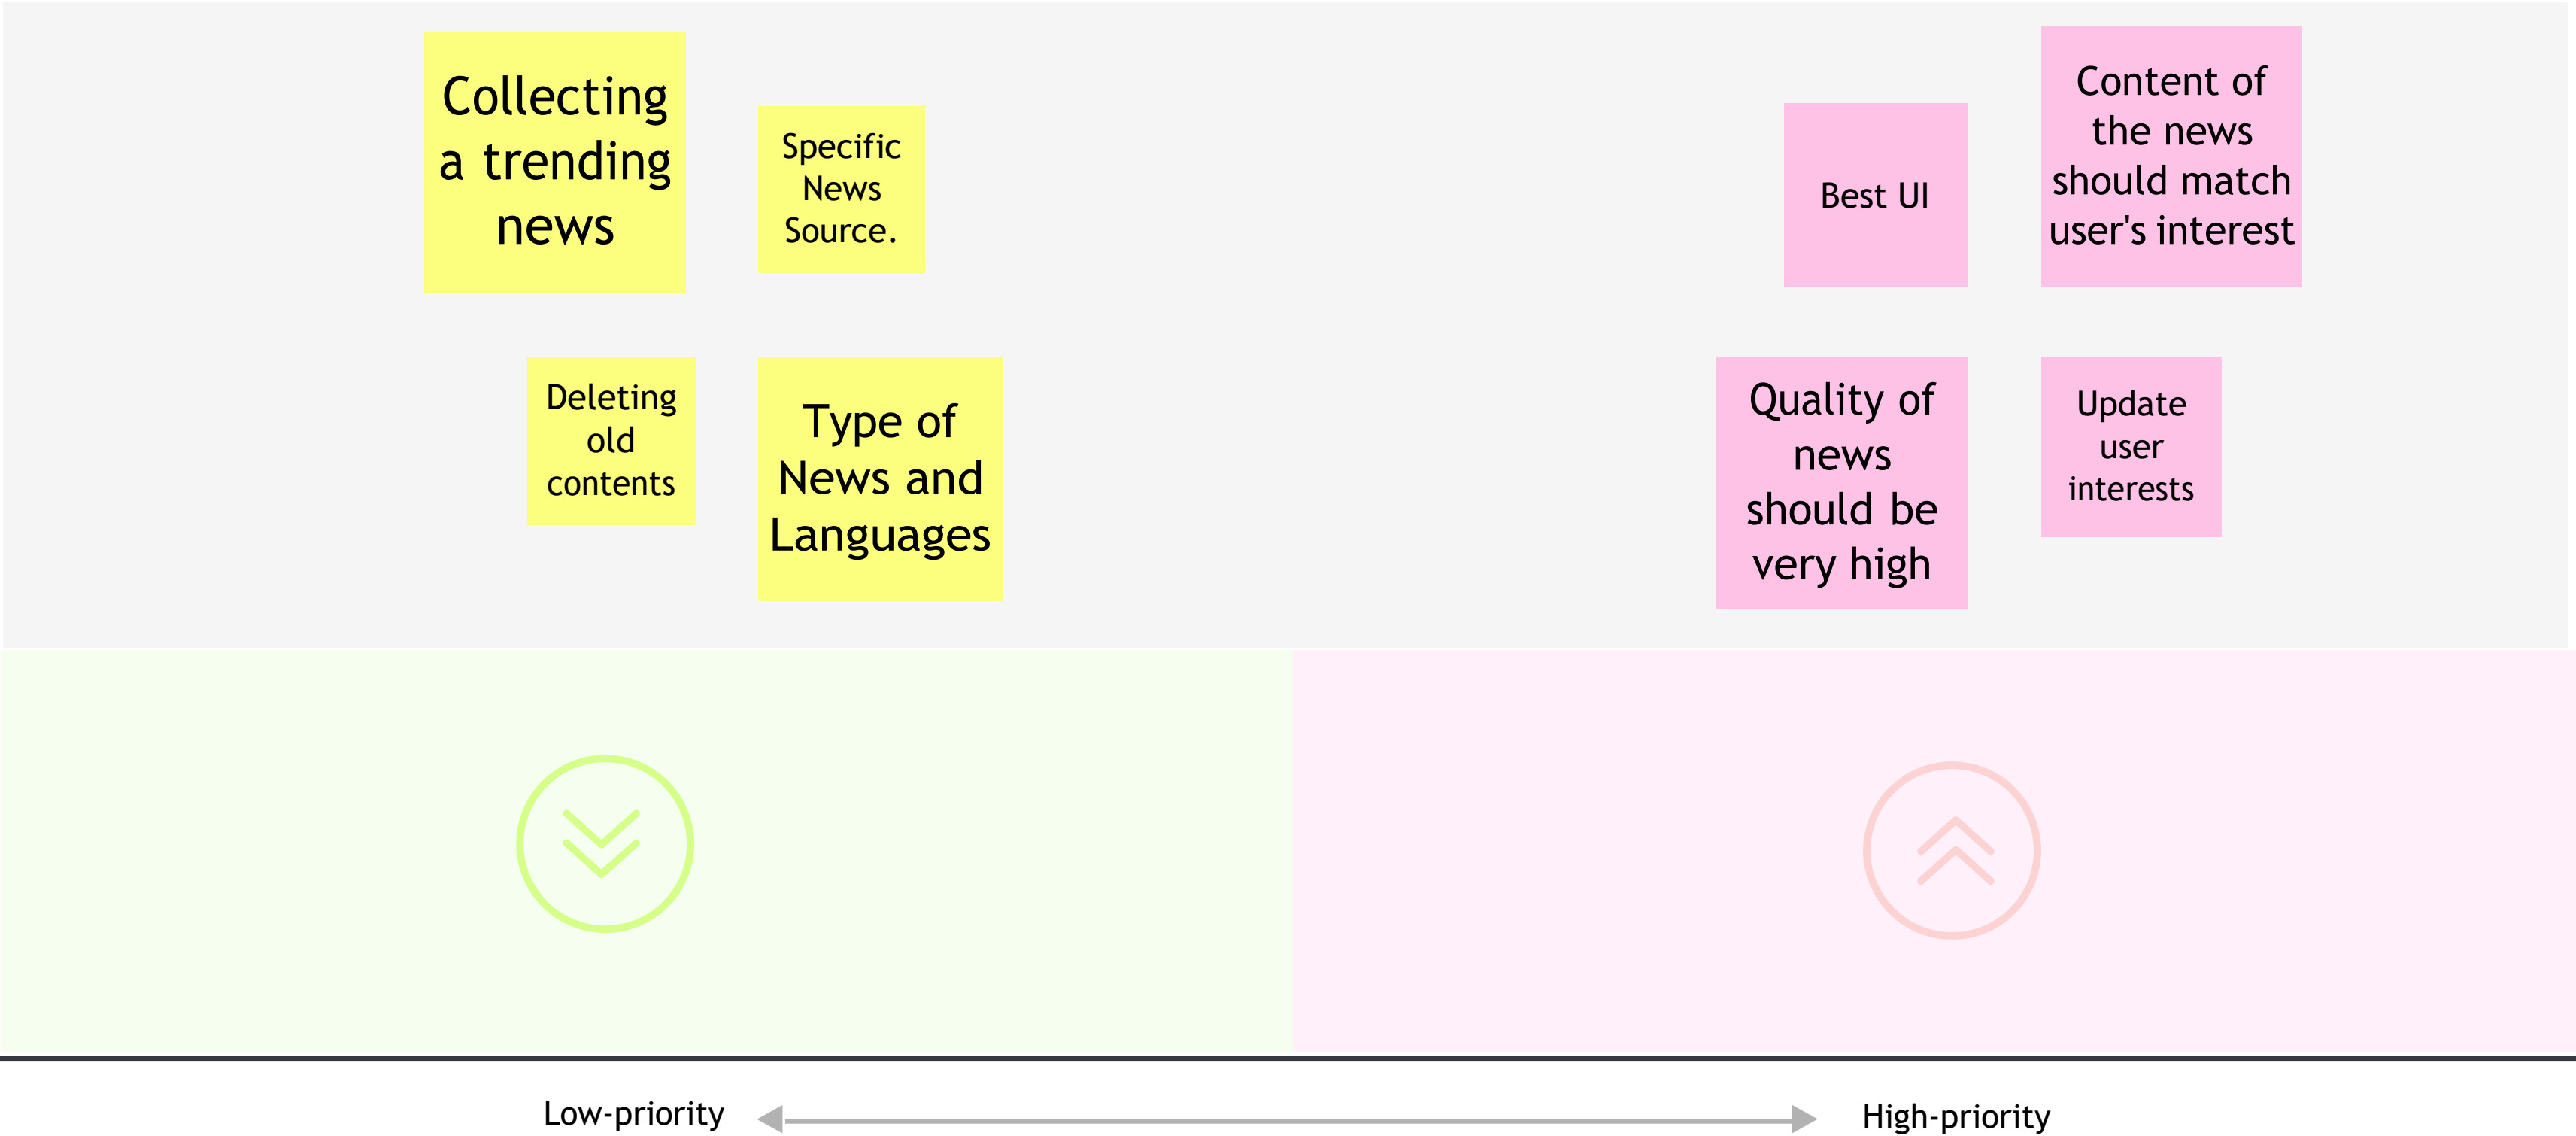 Collecting
a trending
news
Specific
News
Source.
Deleting
old
contents
Type of
News and
Languages
Best UI
Content of
the news
should match
user's interest
Quality of
news
should be
very high
Update
user
interests
Low-priority
High-priority